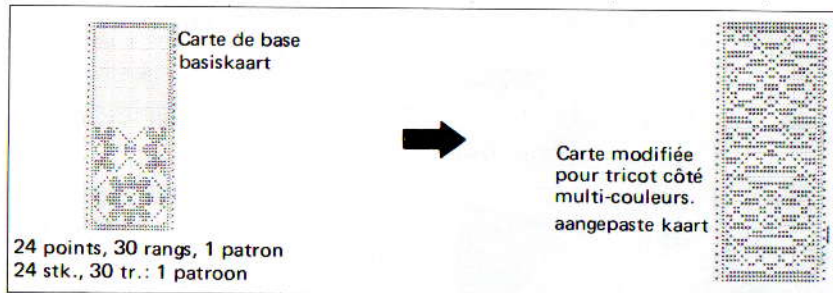 Carte de base
basiskaart
24 points, 30 rangs, 1 patron
24 stk., 30 tr.: 1 patroon
Carte modifiée
pour tricot côté
multi-couleurs.
aangepaste kaart